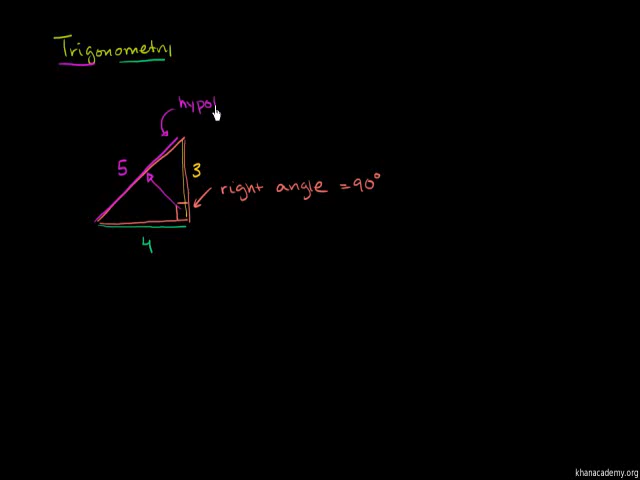 Trigonometry
hypot
5
3
right angle = 90°
4
khanacademy.org